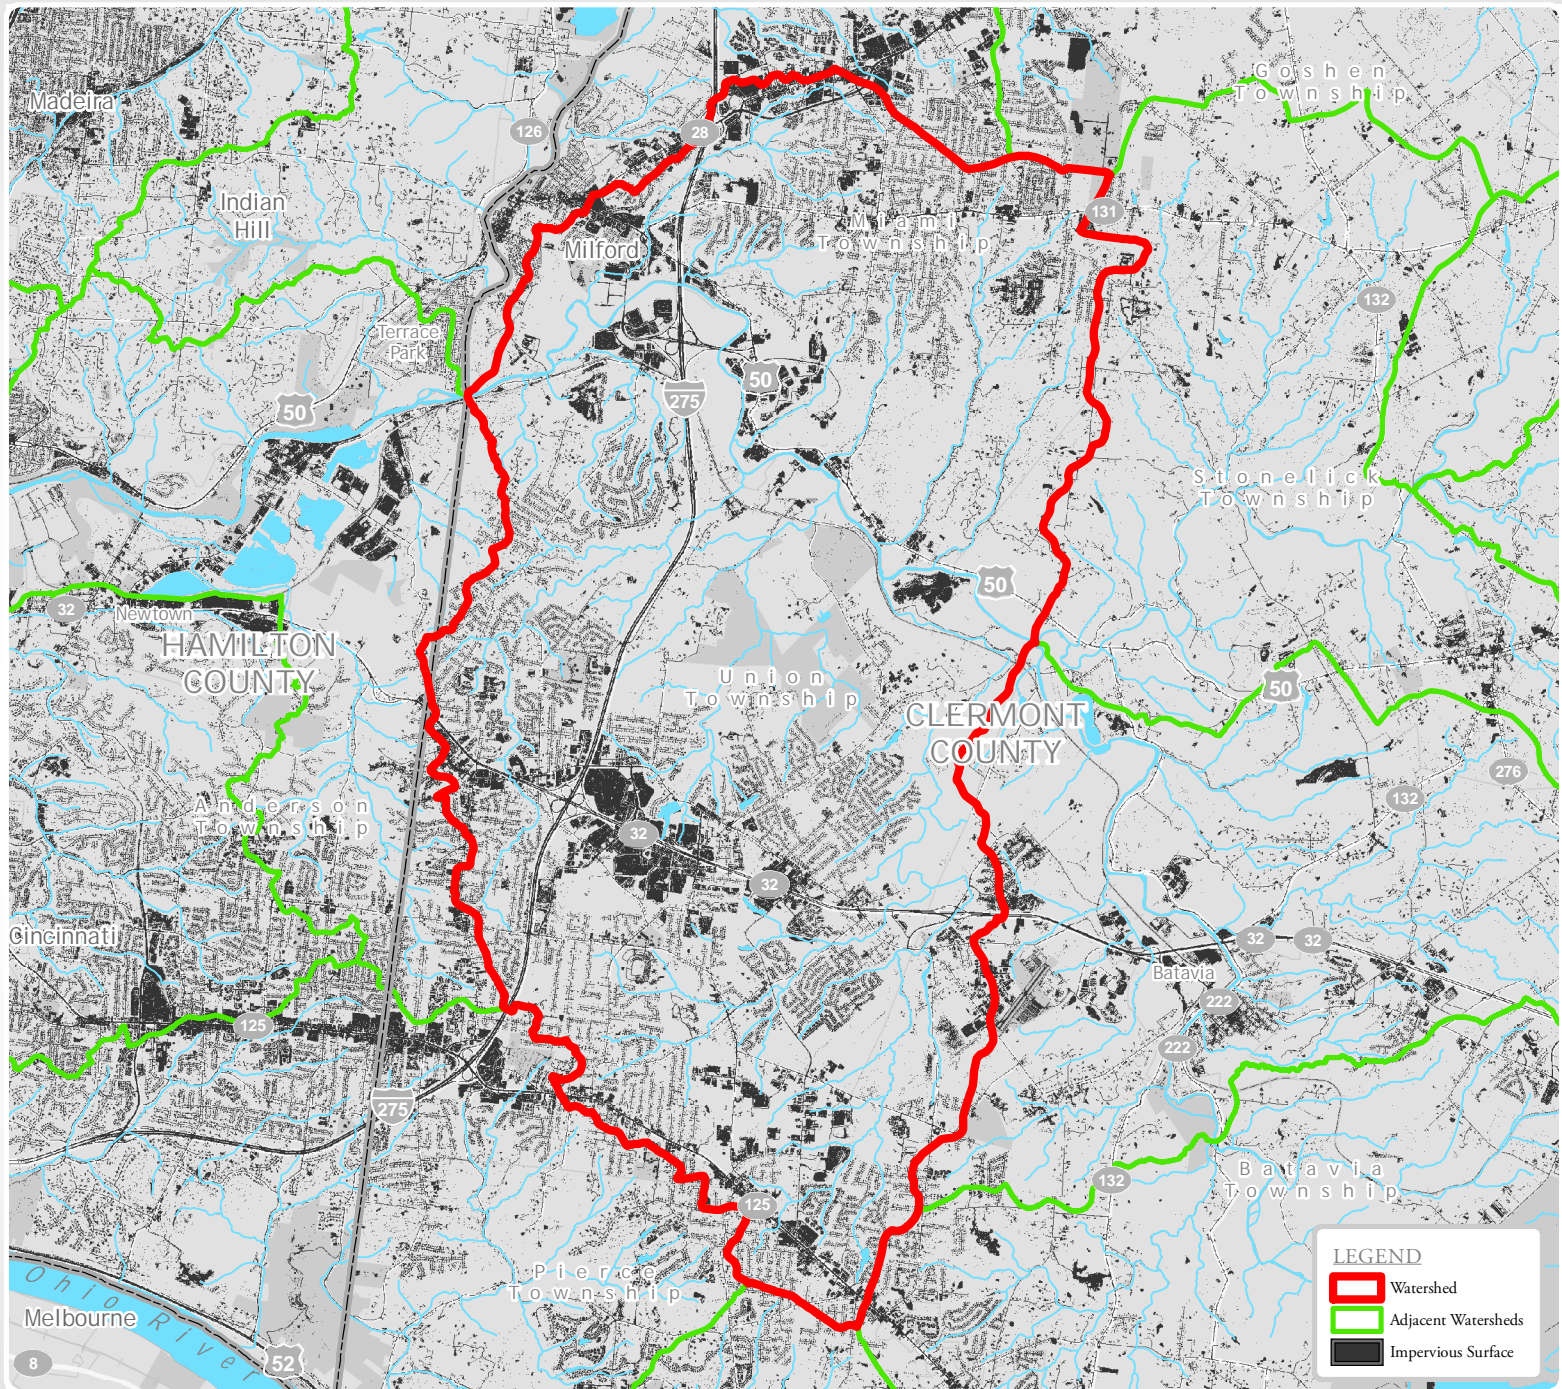 Goshen
Township
Madeira
126
28
Indian
Hill
131
Miami
Township
Milford
132
Terrace
Park
50
275
50
Stonelick
Township
50
32
Newtown
HAMILTON
COUNTY
Union
Township
50
CLERMONT
COUNTY
276
132
Anderson
Township
32
32
Cincinnati
32
32
Batavia
222
125
222
275
Batavia
Township
132
125
Pierce
Township
Ohio River
Melbourne
8
52
LEGEND
Watershed
Adjacent Watersheds
Impervious Surface